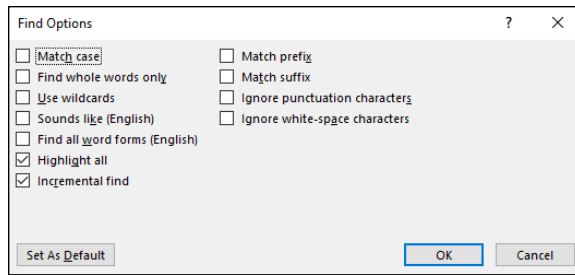 Find Options
?
Match case
Find whole words only
Use wildcards
Sounds like (English)
Find all word forms (English)
Highlight all
Incremental find
Match prefix
Match suffix
Ignore punctuation characters
Ignore white-space characters
Set As Default
OK
Cancel